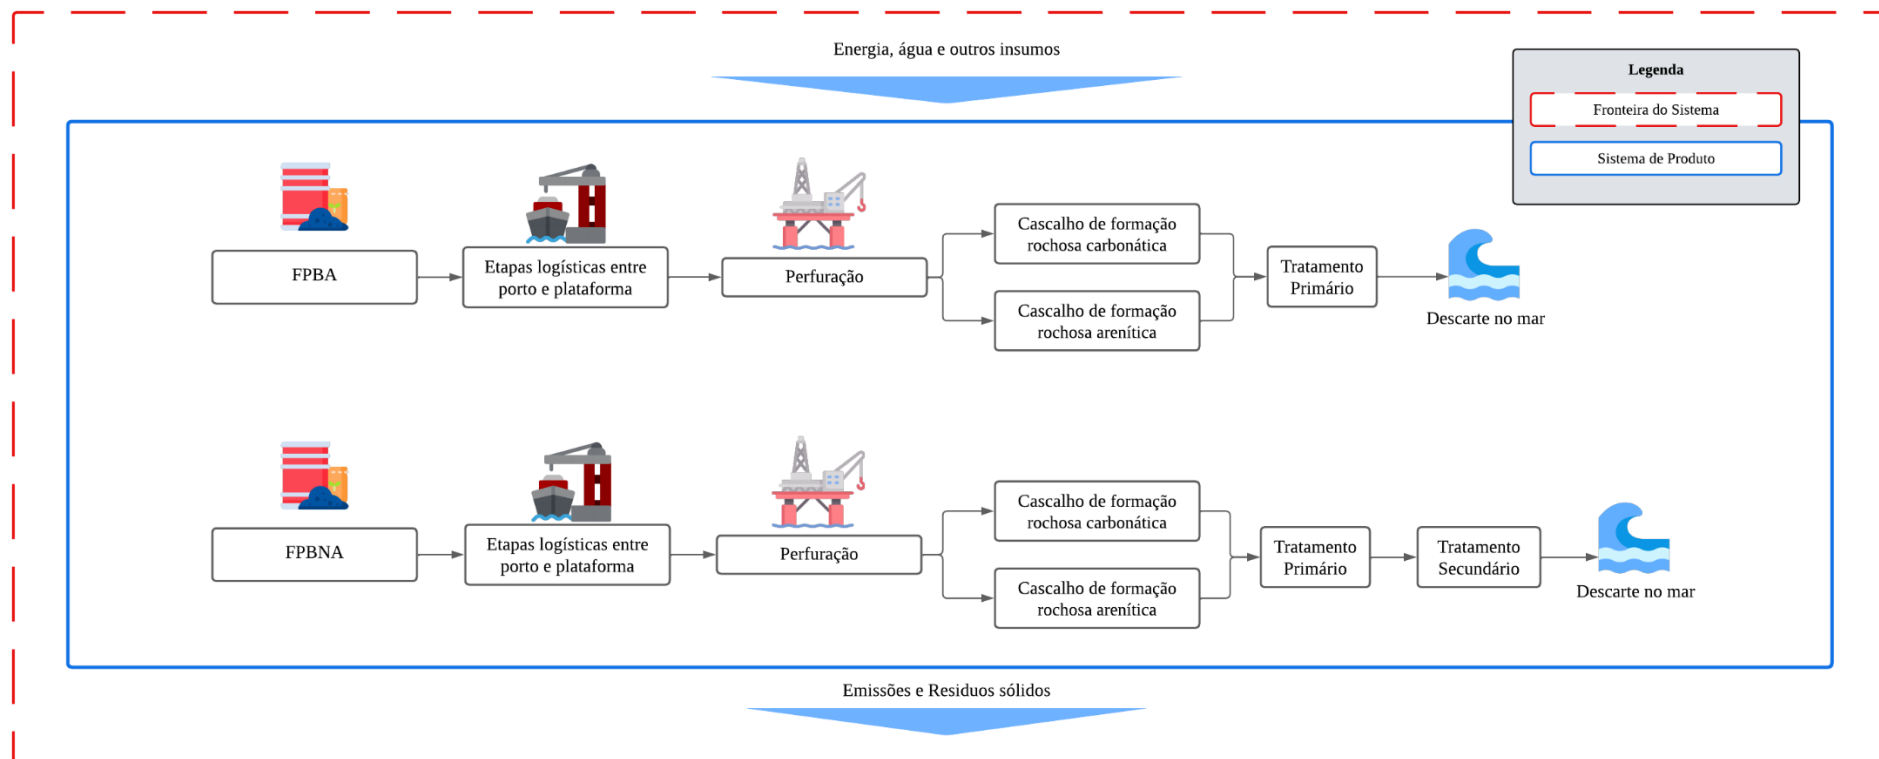 Energia, água e outros insumos
Legenda
Fronteira do Sistema
Sistema de Produto
FPBA
Etapas logísticas entre
porto e plataforma
Perfuração
Cascalho de formação
rochosa carbonática
Cascalho de formação
rochosa arenítica
Tratamento
Primário
Descarte no mar
FPBNA
Etapas logísticas entre
porto e plataforma
Perfuração
Cascalho de formação
rochosa carbonática
Cascalho de formação
rochosa arenítica
Tratamento
Primário
Tratamento
Secundário
Descarte no mar
Emissões e Residuos sólidos